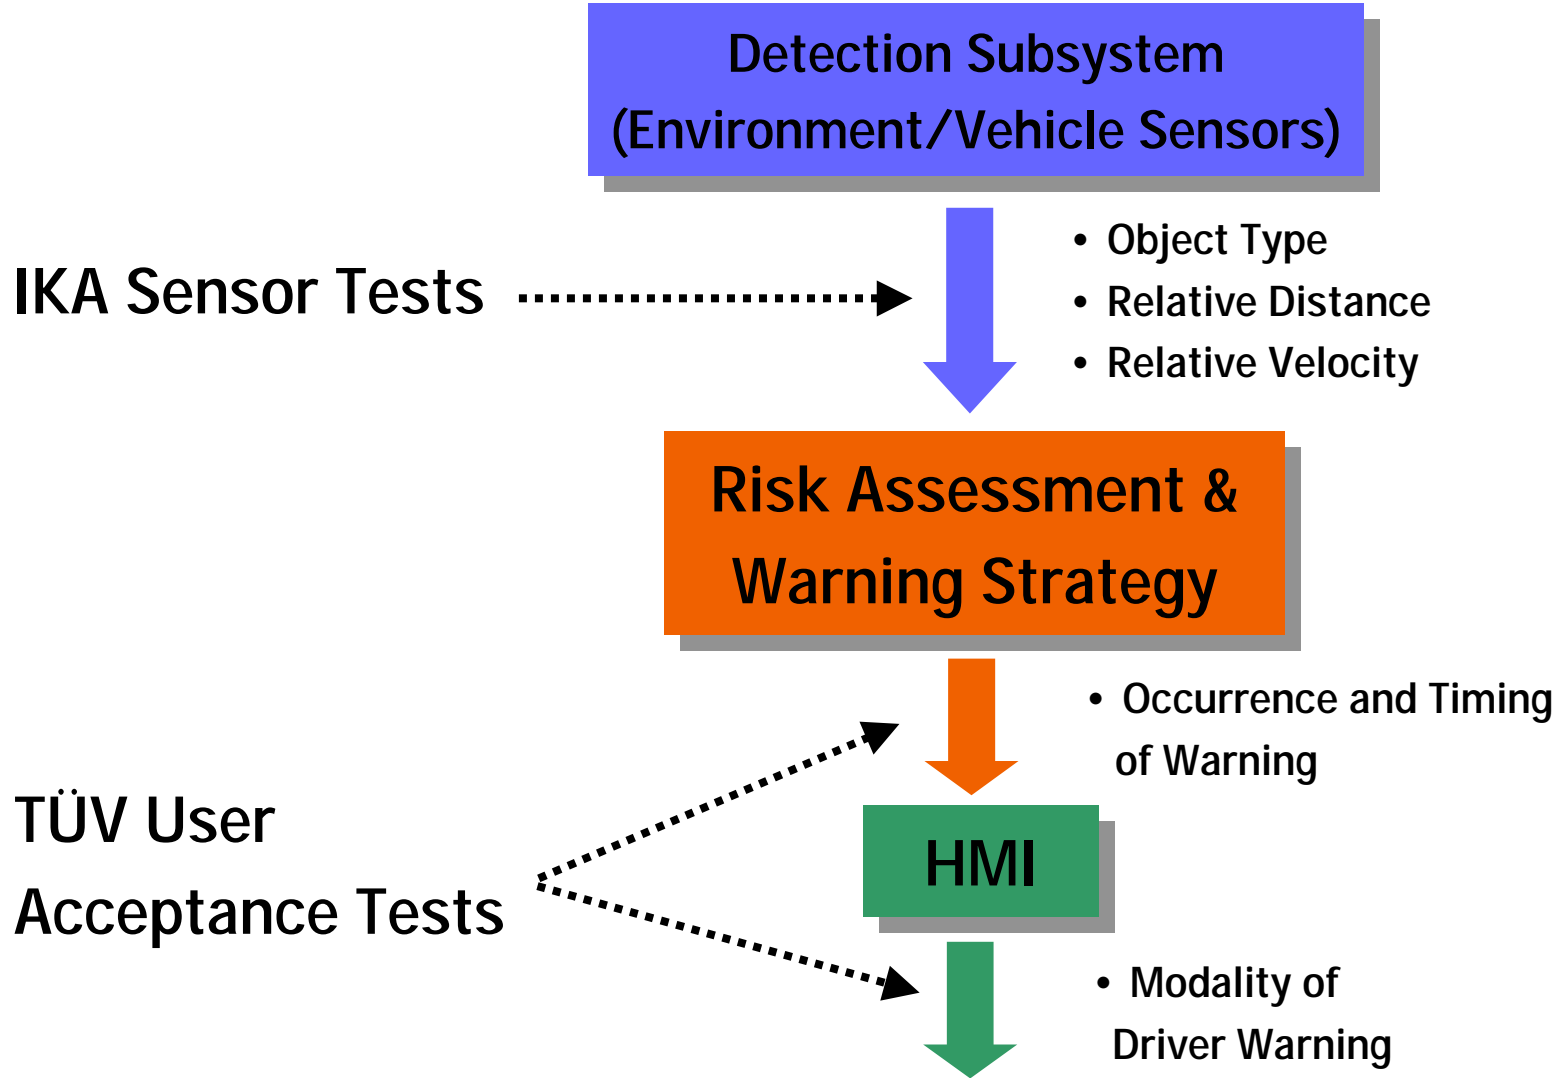 Detection Subsystem
(Environment/Vehicle Sensors)
IKA Sensor Tests
• Object Type
• Relative Distance
• Relative Velocity
Risk Assessment &
Warning Strategy
• Occurrence and Timing
of Warning
TÜV User
Acceptance Tests
HMI
• Modality of
Driver Warning